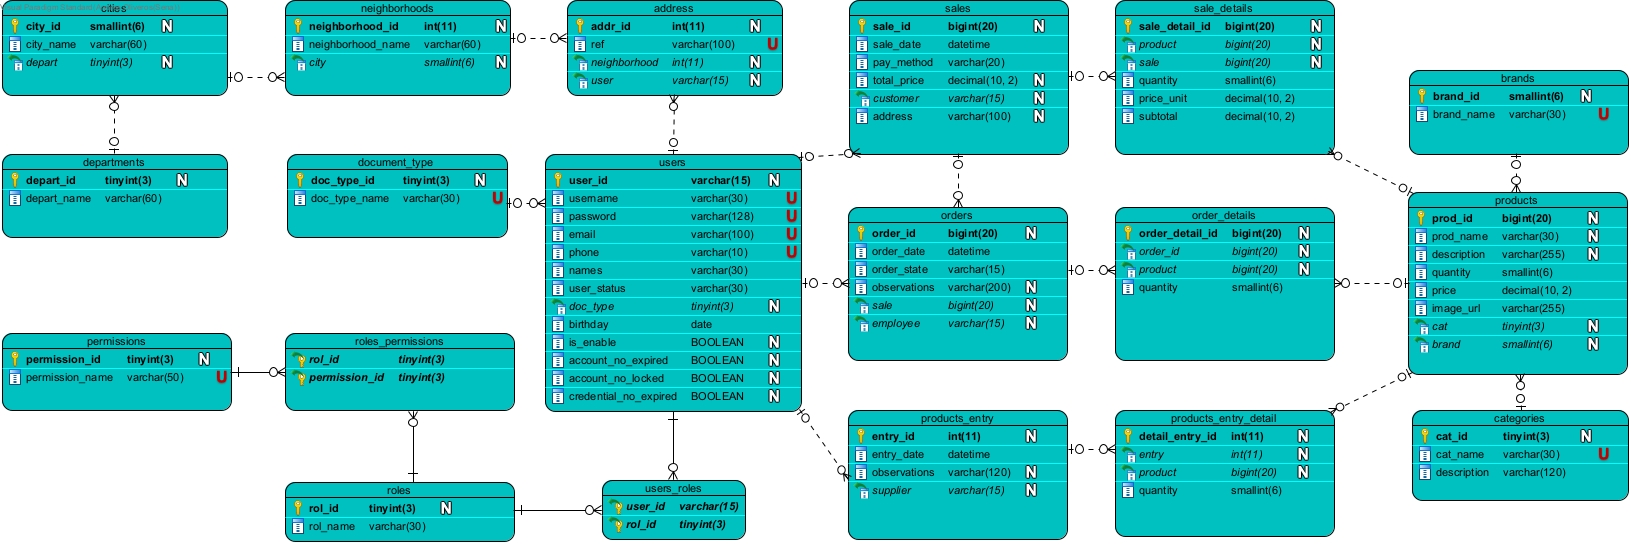 cities
city_id smallint(6) N
city_name varchar(60)
depart tinyint(3) N
neighborhoods
neighborhood_id int(11) N
neighborhood_name varchar(60)
city smallint(6) N
address
addr_id int(11) N
ref varchar(100) U
neighborhood int(11) N
user varchar(15) N
sales
sale_id bigint(20) N
sale_date datetime
pay_method varchar(20)
total_price decimal(10, 2) N
customer varchar(15) N
address varchar(100) N
sale_details
sale_detail_id bigint(20) N
product bigint(20) N
sale bigint(20) N
quantity smallint(6)
price_unit decimal(10, 2)
subtotal decimal(10, 2)
brands
brand_id smallint(6) N
brand_name varchar(30) U
departments
depart_id tinyint(3) N
depart_name varchar(60)
document_type
doc_type_id tinyint(3) N
doc_type_name varchar(30) U
users
user_id varchar(15) N
username varchar(30) U
password varchar(128) U
email varchar(100) U
phone varchar(10) U
names varchar(30)
user_status varchar(30)
doc_type tinyint(3) N
birthday date
is_enable BOOLEAN N
account_no_expired BOOLEAN N
account_no_locked BOOLEAN N
credential_no_expired BOOLEAN N
orders
order_id bigint(20) N
order_date datetime
order_state varchar(15)
observations varchar(200) N
sale bigint(20) N
employee varchar(15) N
order_details
order_detail_id bigint(20) N
order_id bigint(20) N
product bigint(20) N
quantity smallint(6)
products
prod_id bigint(20) N
prod_name varchar(30) N
description varchar(255) N
quantity smallint(6)
price decimal(10, 2)
image_url varchar(255)
cat tinyint(3) N
brand smallint(6) N
permissions
permission_id tinyint(3) N
permission_name varchar(50) U
roles_permissions
rol_id tinyint(3)
permission_id tinyint(3)
products_entry
entry_id int(11) N
entry_date datetime
observations varchar(120) N
supplier varchar(15) N
products_entry_detail
detail_entry_id int(11) N
entry int(11) N
product bigint(20) N
quantity smallint(6)
categories
cat_id tinyint(3) N
cat_name varchar(30) U
description varchar(120)
roles
rol_id tinyint(3) N
rol_name varchar(30)
users_roles
user_id varchar(15)
rol_id tinyint(3)